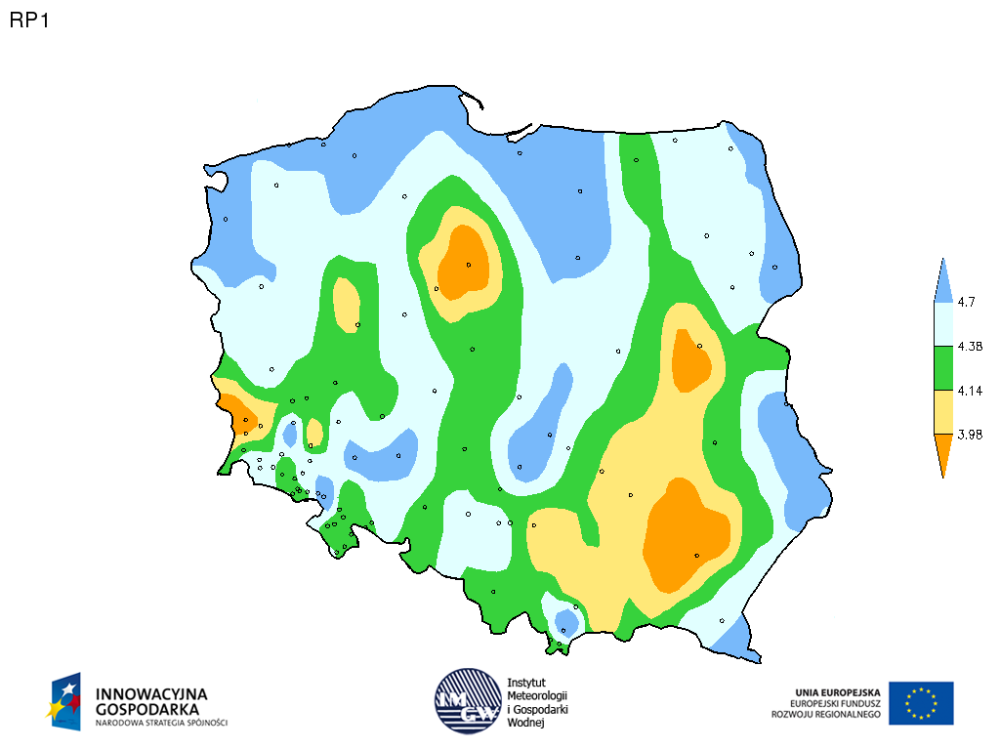 RP1
4.7
4.38
4.14
3.98
INNOWACYJNA
GOSPODARKA
NARODOWA STRATEGIA SPÓJNOŚCI
IMGW
Instytut
Meteorologii
i Gospodarki
Wodnej
UNIA EUROPEJSKA
EUROPEJSKI FUNDUSZ
ROZWOJU REGIONALNEGO